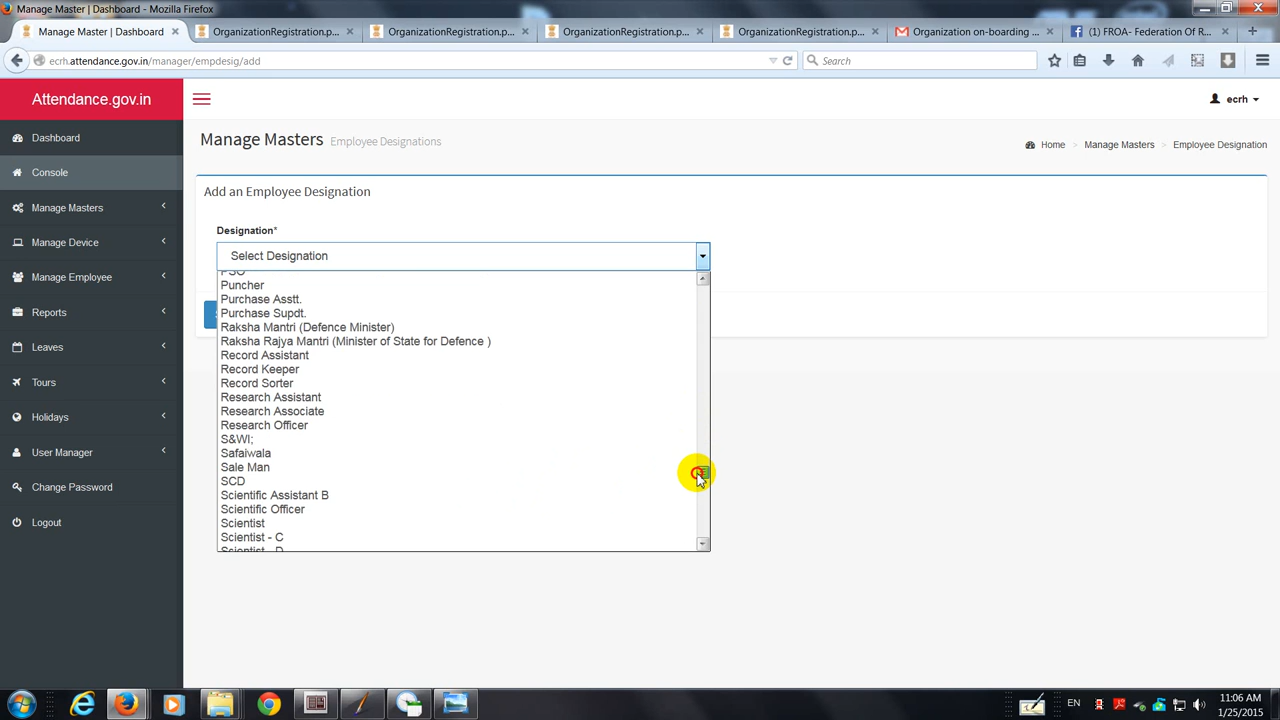 Manage Master | Dashboard - Mozilla Firefox
Manage Master | Dashboard × OrganizationRegistration.p... × OrganizationRegistration.p... × OrganizationRegistration.p... × OrganizationRegistration.p... × Organization on-boarding ... × (1) FROA- Federation Of R... ×
ecrh.attendance.gov.in/manager/empdesig/add Search
Attendance.gov.in ecrh
Dashboard
Console
Manage Masters
Manage Device
Manage Employee
Reports
Leaves
Tours
Holidays
User Manager
Change Password
Logout
Manage Masters Employee Designations Home > Manage Masters > Employee Designation
Add an Employee Designation
Designation*
Select Designation
PSO
Puncher
Purchase Asstt.
Purchase Supdt.
Raksha Mantri (Defence Minister)
Raksha Rajya Mantri (Minister of State for Defence )
Record Assistant
Record Keeper
Record Sorter
Research Assistant
Research Associate
Research Officer
S&WI;
Safaiwala
Sale Man
SCD
Scientific Assistant B
Scientific Officer
Scientist
Scientist - C
Scientist - D
EN 11:06 AM
1/25/2015